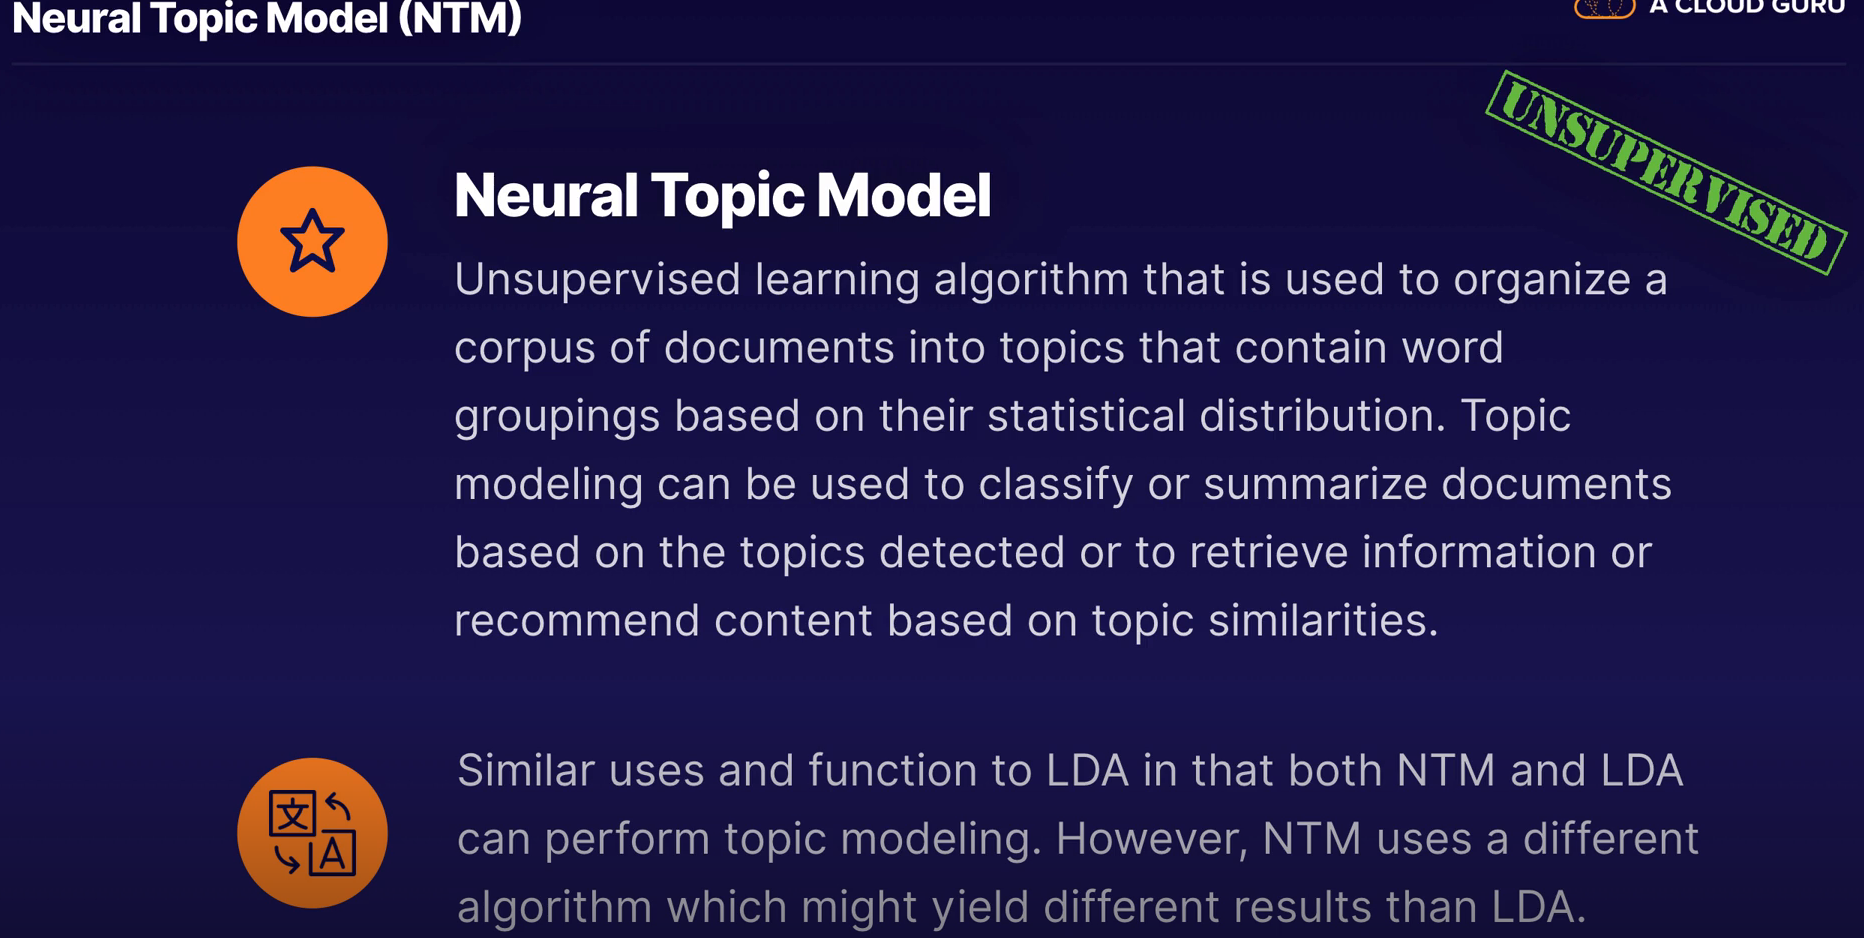 Neural Topic Model (NTM)
A CLOUD GURU
UNSUPERVISED
Neural Topic Model
Unsupervised learning algorithm that is used to organize a
corpus of documents into topics that contain word
groupings based on their statistical distribution. Topic
modeling can be used to classify or summarize documents
based on the topics detected or to retrieve information or
recommend content based on topic similarities.
文
A
Similar uses and function to LDA in that both NTM and LDA
can perform topic modeling. However, NTM uses a different
algorithm which might yield different results than LDA.